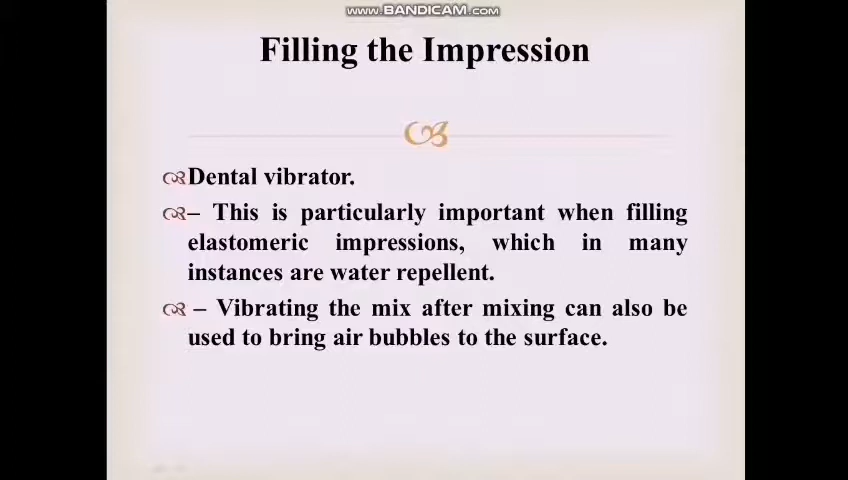 WWW.BANDICAM.COM
Filling the Impression
Dental vibrator.
– This is particularly important when filling
elastomeric impressions, which in many
instances are water repellent.
– Vibrating the mix after mixing can also be
used to bring air bubbles to the surface.